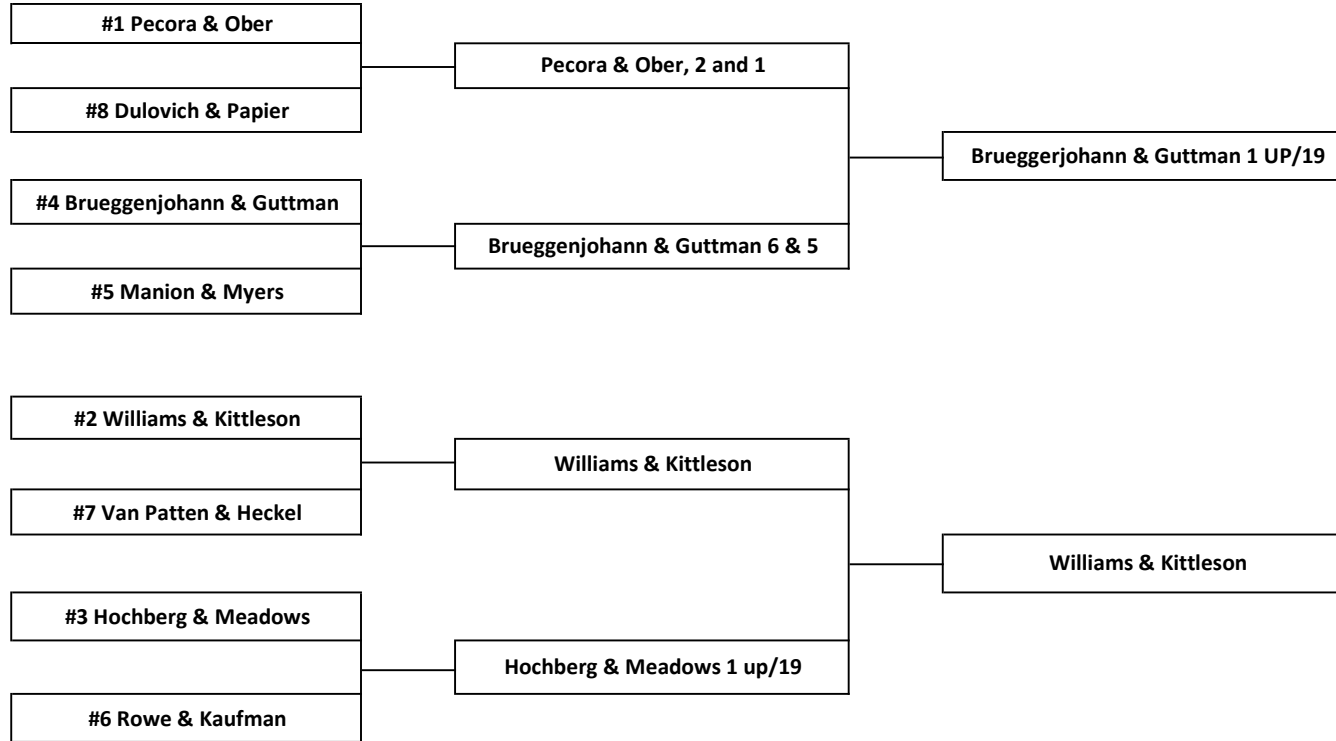 #1 Pecora & Ober
Pecora & Ober, 2 and 1
#8 Dulovich & Papier
Brueggerjohann & Guttman 1 UP/19
#4 Brueggenjohann & Guttman
Brueggenjohann & Guttman 6 & 5
#5 Manion & Myers
#2 Williams & Kittleson
Williams & Kittleson
#7 Van Patten & Heckel
Williams & Kittleson
#3 Hochberg & Meadows
Hochberg & Meadows 1 up/19
#6 Rowe & Kaufman